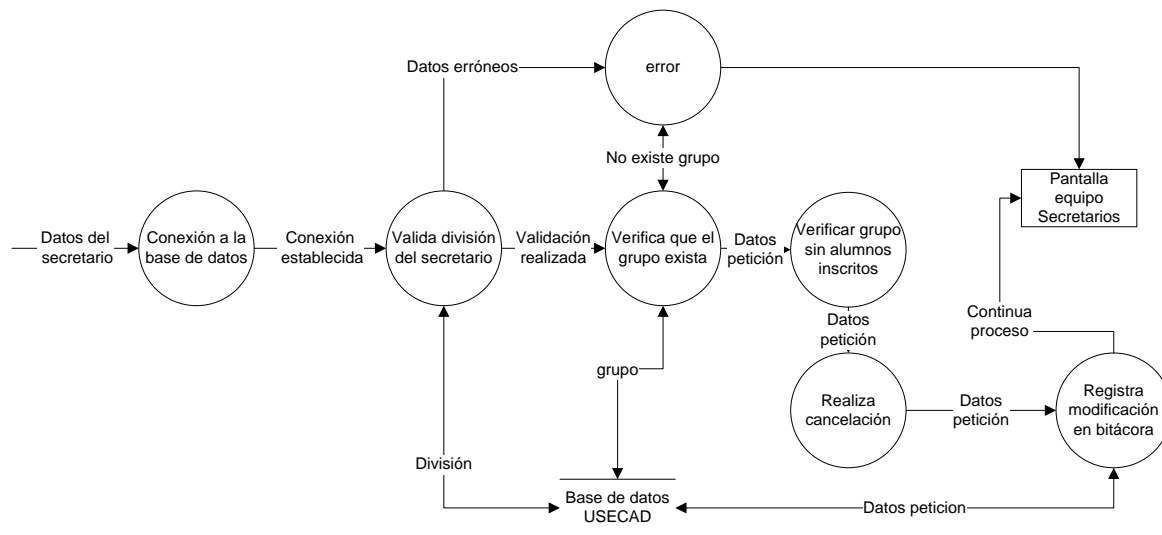 Datos erróneos
error
No existe grupo
Pantalla
equipo
Secretarios
Datos del
secretario
Conexión a la
base de datos
Conexión
establecida
Valida división
del secretario
Validación
realizada
Verifica que el
grupo exista
Datos
petición
Verificar grupo
sin alumnos
inscritos
Datos
petición
Continua
proceso
grupo
Realiza
cancelación
Datos
petición
Registra
modificación
en bitácora
División
Base de datos
USECAD
Datos peticion